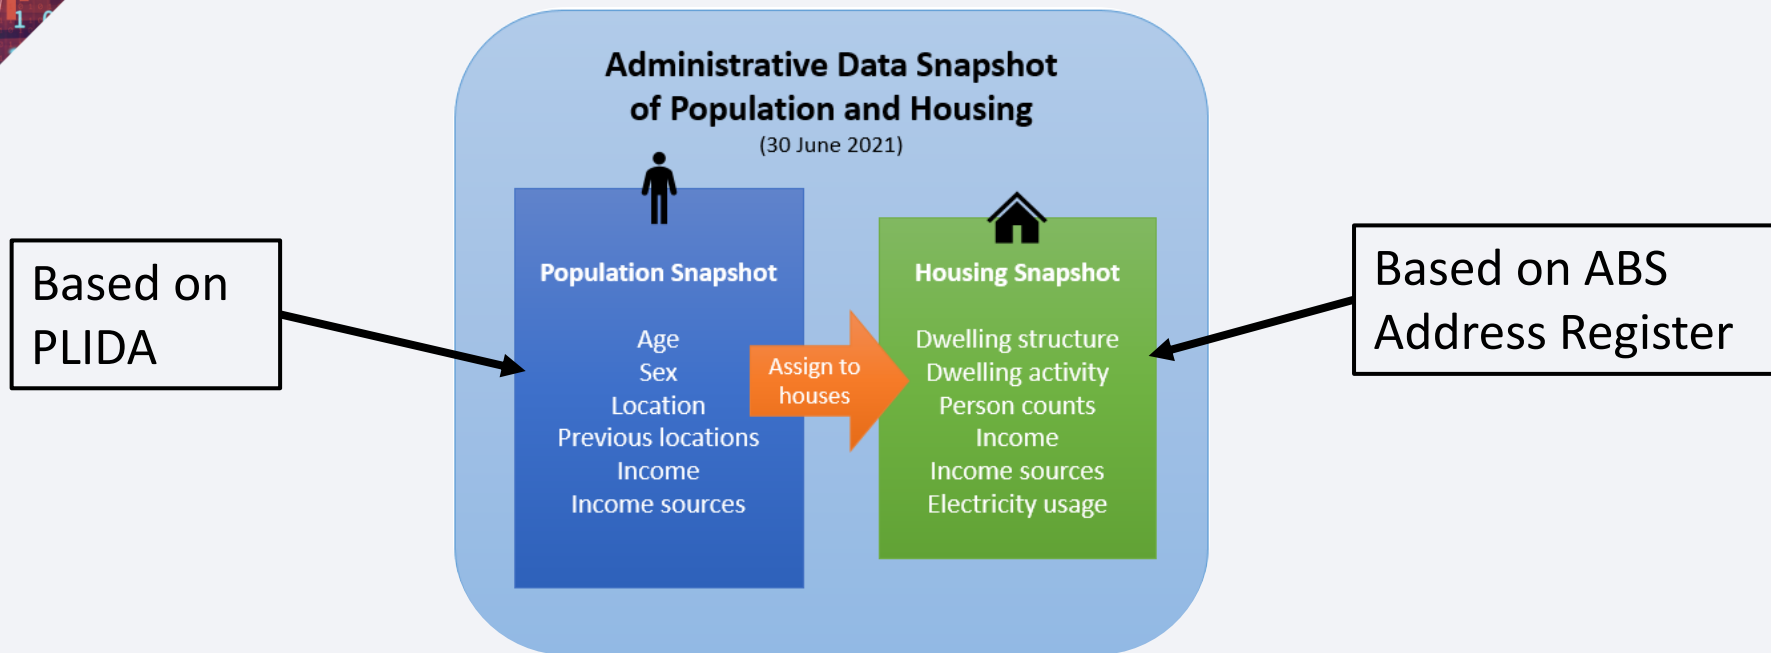 Administrative Data Snapshot
of Population and Housing
(30 June 2021)
Based on
PLIDA
Population Snapshot
Age
Sex
Location
Previous locations
Income
Income sources
Assign to
houses
Housing Snapshot
Dwelling structure
Dwelling activity
Person counts
Income
Income sources
Electricity usage
Based on ABS
Address Register